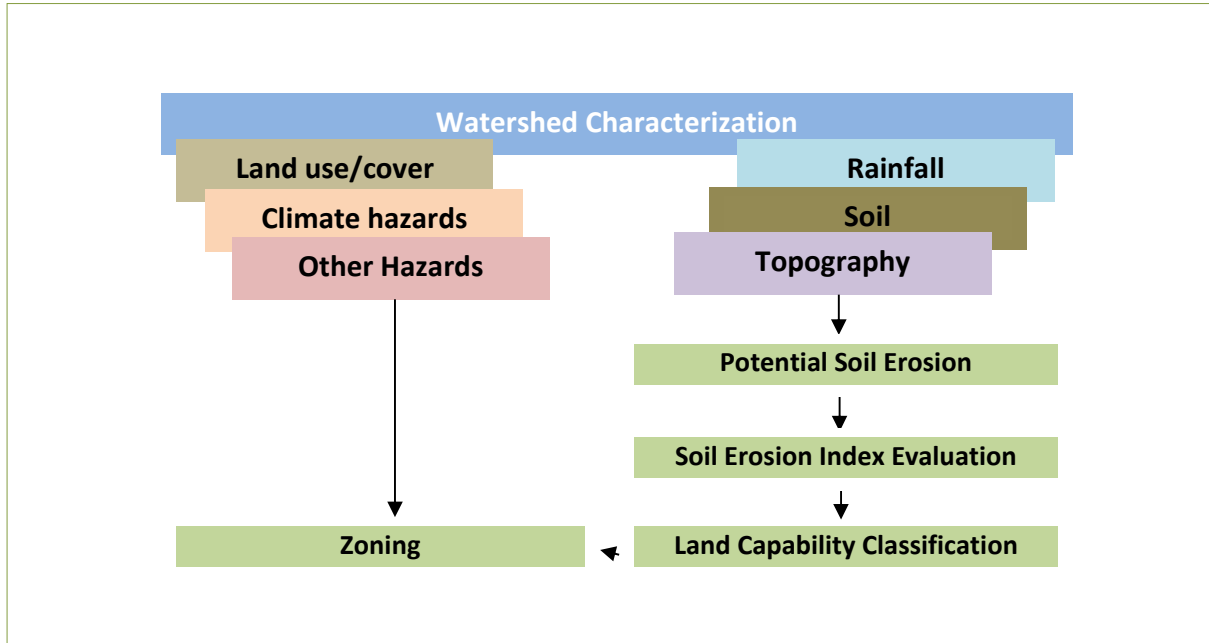 Watershed Characterization
Land use/cover
Climate hazards
Other Hazards
Rainfall
Soil
Topography
Potential Soil Erosion
Soil Erosion Index Evaluation
Land Capability Classification
Zoning